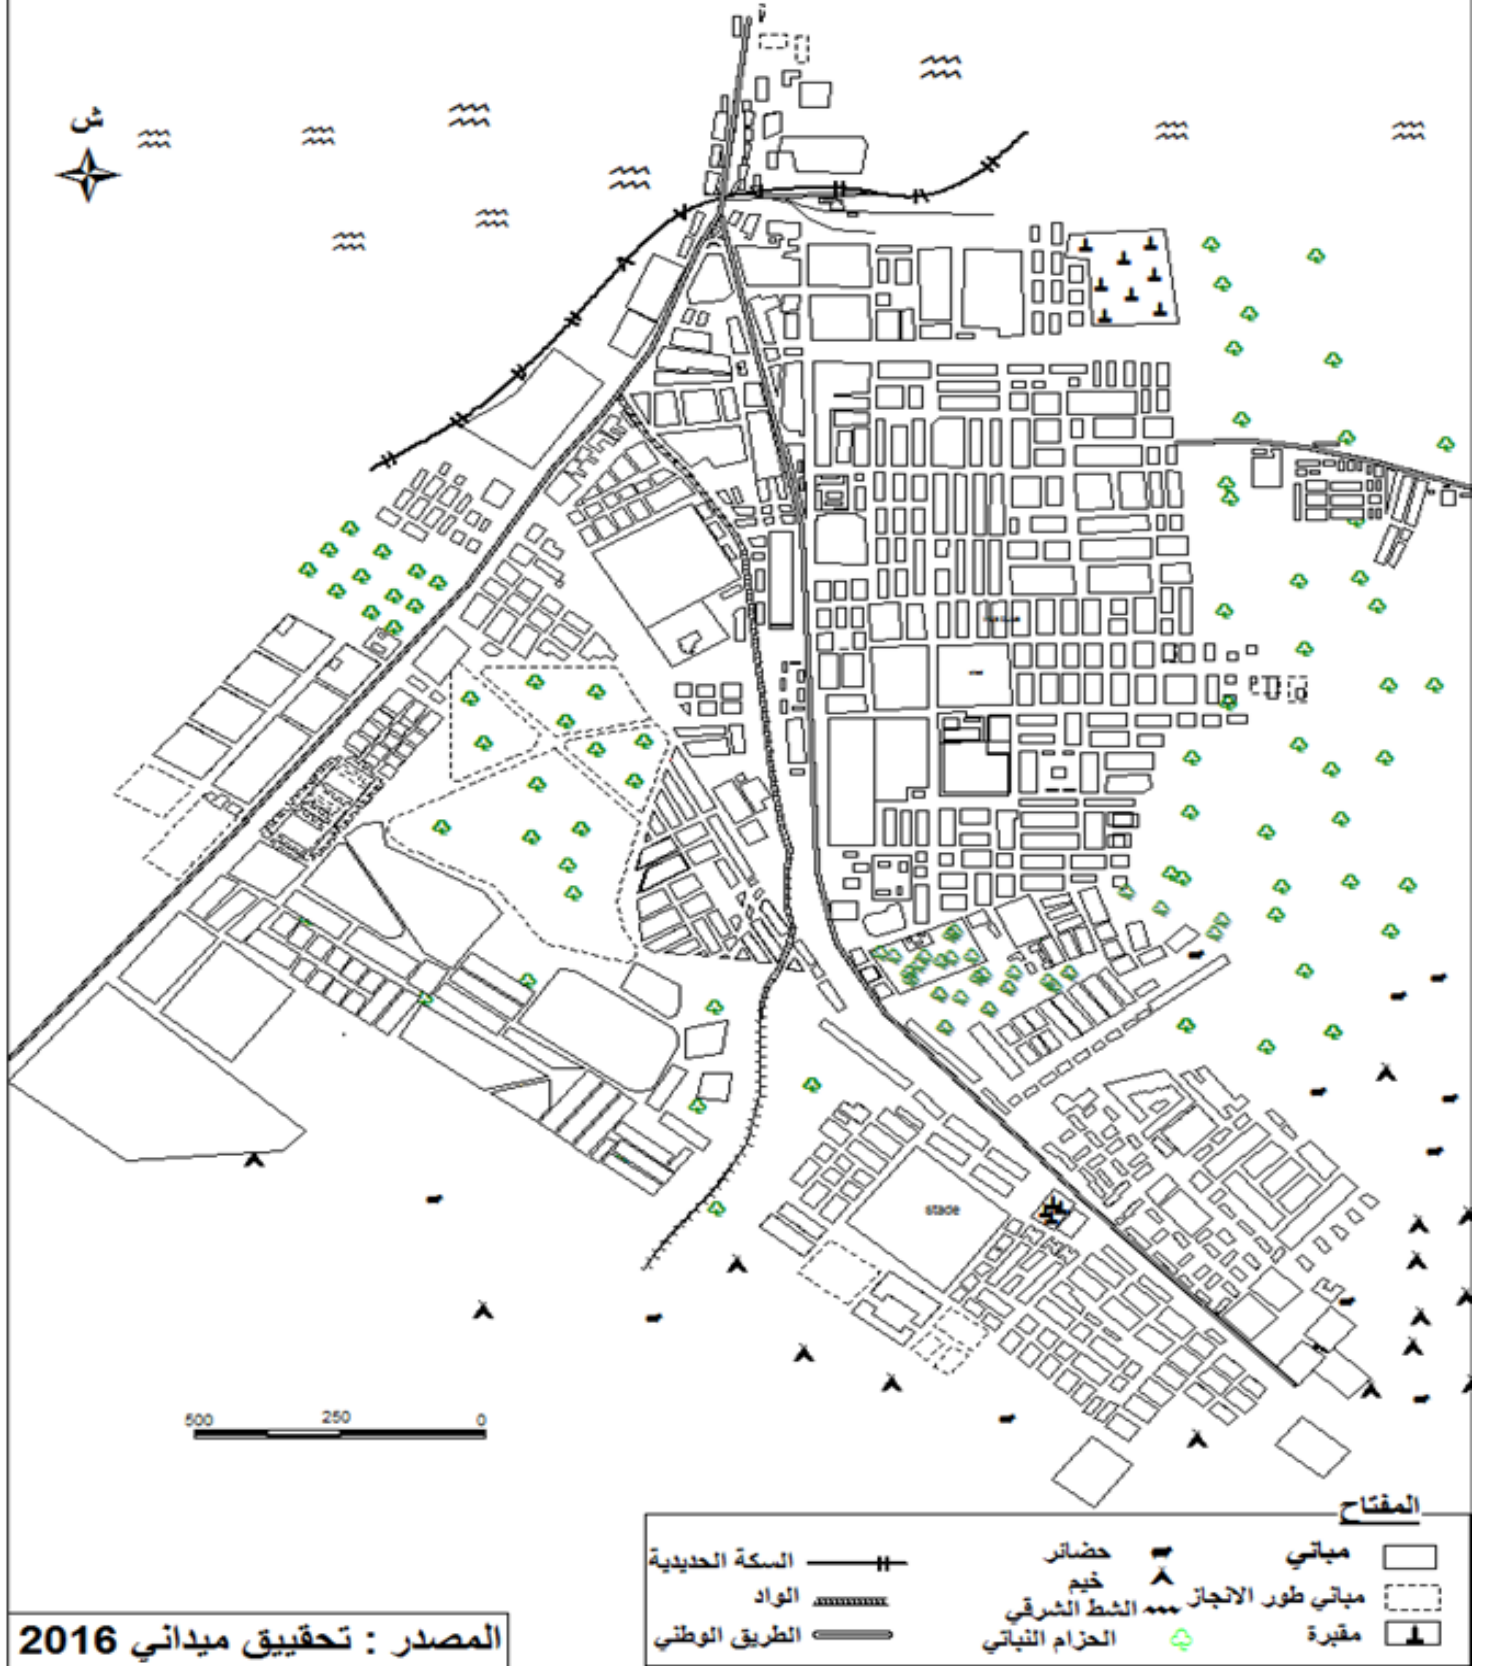 ش
stade
500 250 0
المفتاح
مباني
مباني طور الانجاز
مقبرة
حضائر
خيم
الشط الشرقي
الحزام النباتي
السكة الحديدية
الواد
الطريق الوطني
المصدر : تحقييق ميداني 2016